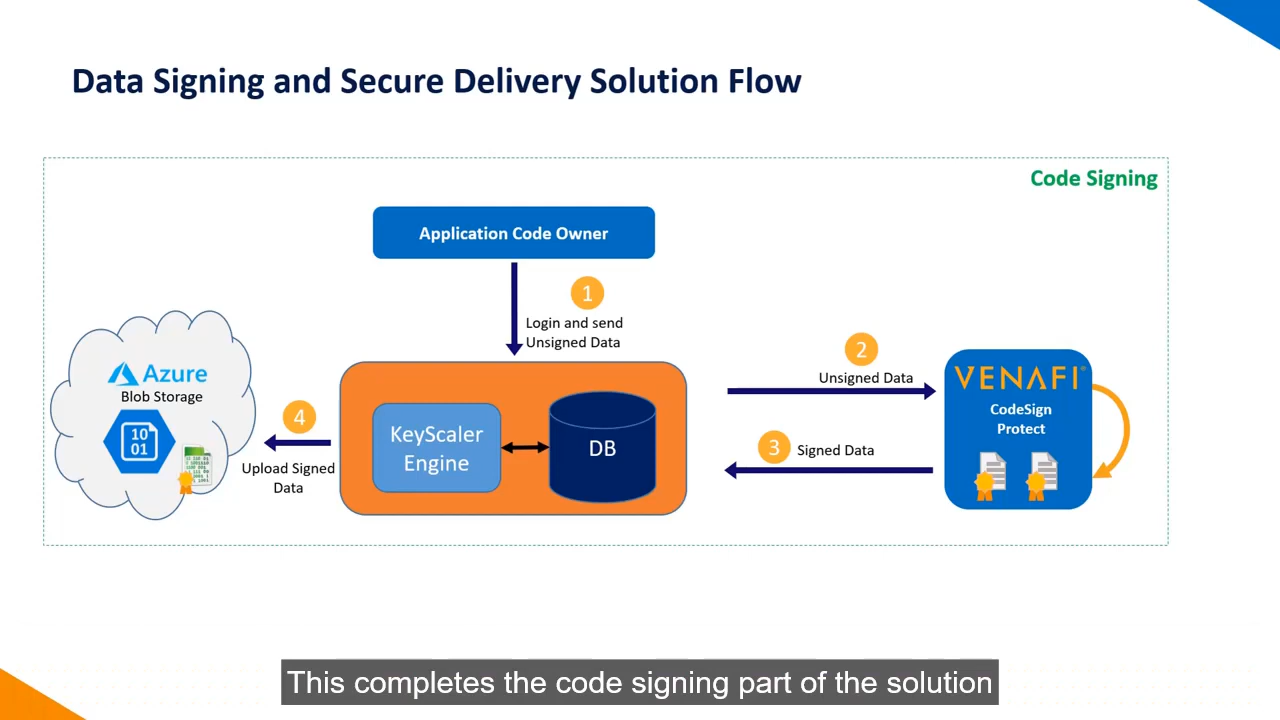 Data Signing and Secure Delivery Solution Flow
Code Signing
Application Code Owner
1
Login and send
Unsigned Data
2
Unsigned Data
VENAFI
CodeSign
Protect
Azure
Blob Storage
10
01
4
Upload Signed
Data
KeyScaler
Engine
DB
3
Signed Data
This completes the code signing part of the solution